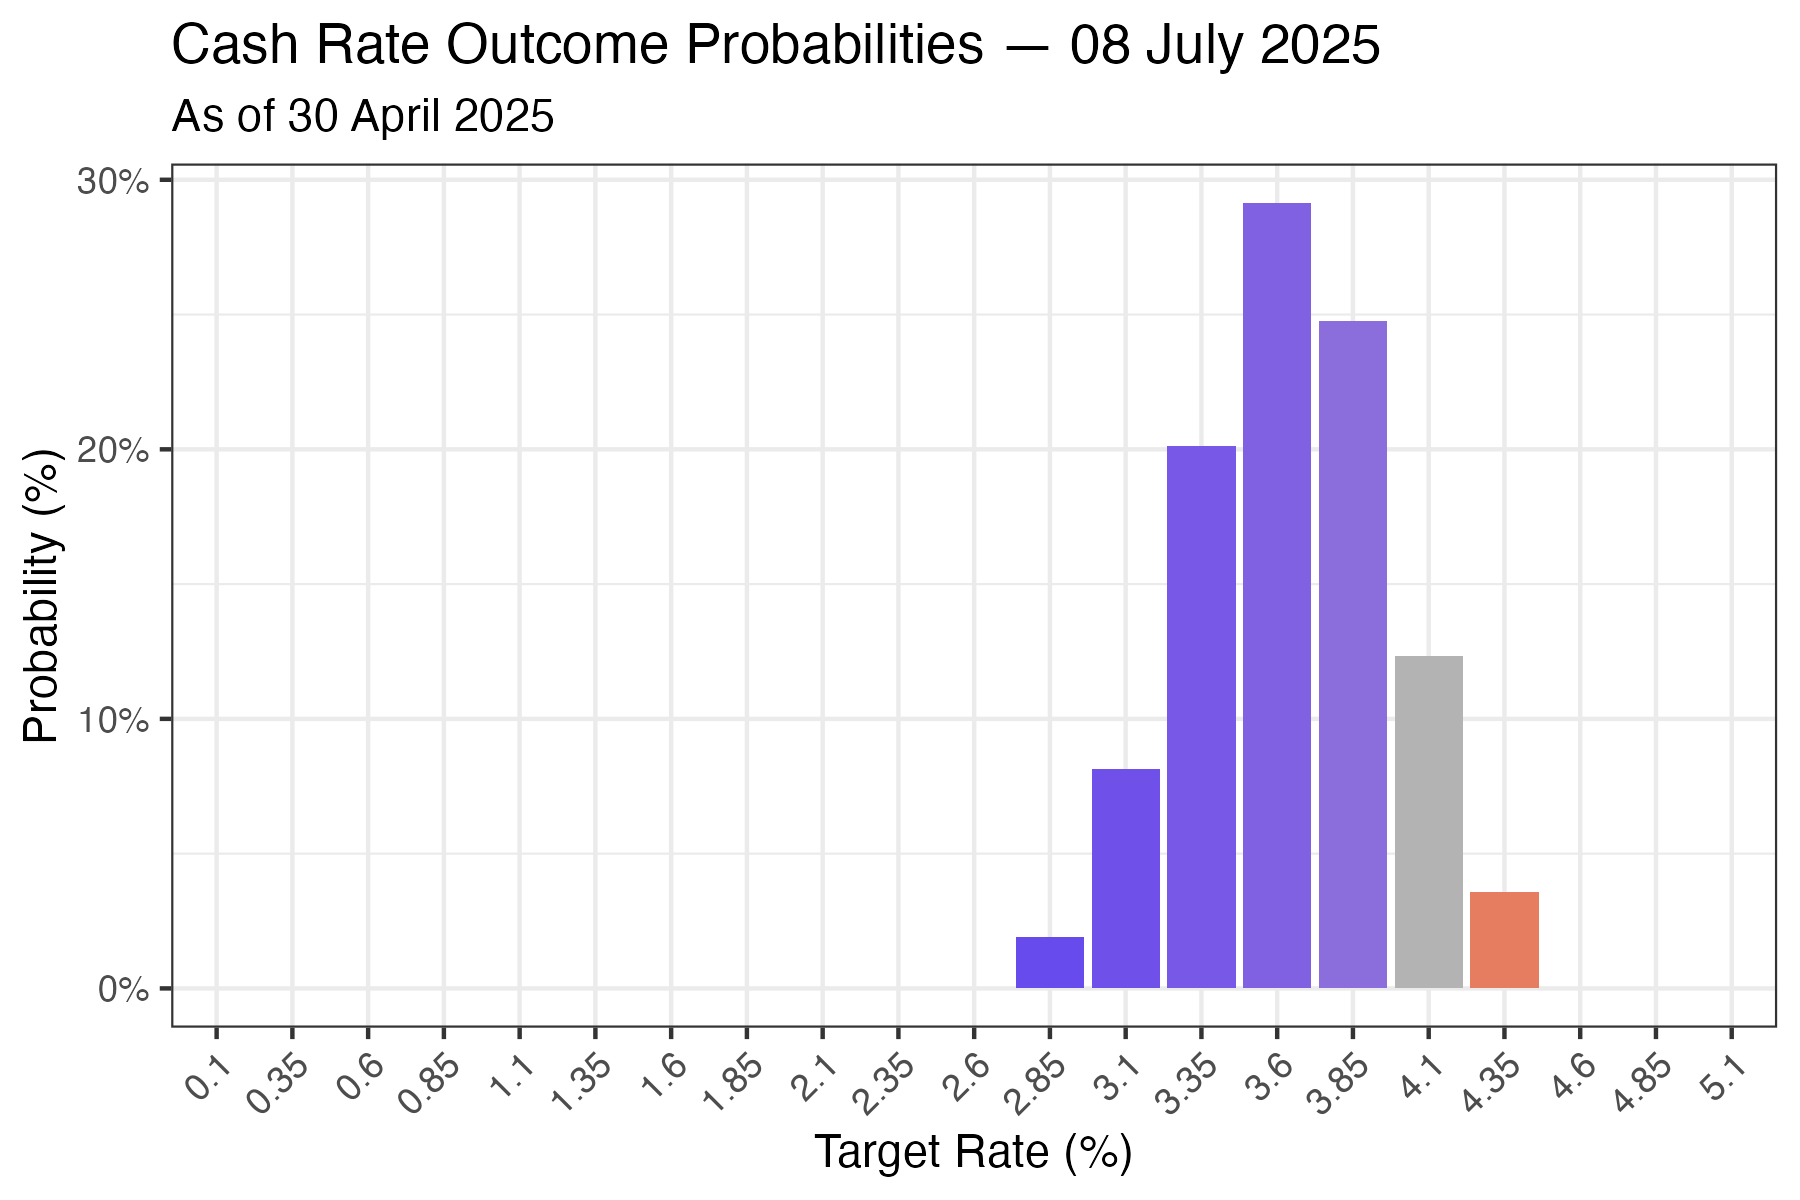 Cash Rate Outcome Probabilities — 08 July 2025
As of 30 April 2025
30%
20%
10%
0%
Probability (%)
0.1 0.35 0.6 0.85 1.1 1.35 1.6 1.85 2.1 2.35 2.6 2.85 3.1 3.35 3.6 3.85 4.1 4.35 4.6 4.85 5.1
Target Rate (%)